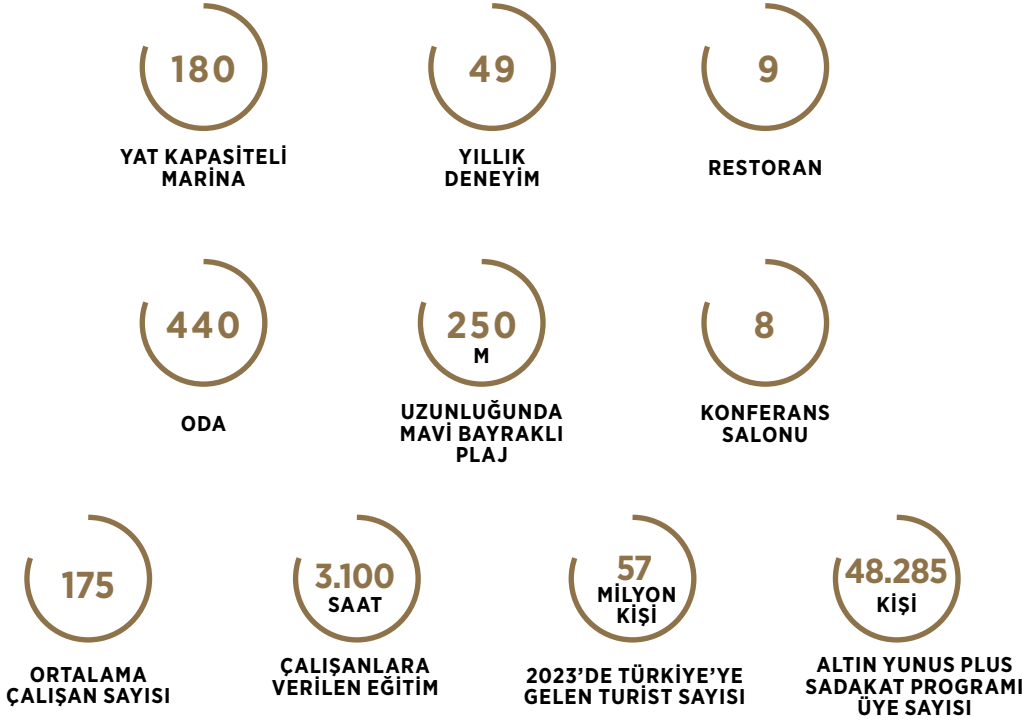 180
YAT KAPASİTELİ
MARİNA
49
YILLIK
DENEYİM
9
RESTORAN
440
ODA
250
M
UZUNLUĞUNDA
MAVİ BAYRAKLI
PLAJ
8
KONFERANS
SALONU
175
ORTALAMA
ÇALIŞAN SAYISI
3.100
SAAT
ÇALIŞANLARA
VERİLEN EĞİTİM
57
MİLYON
KİŞİ
2023’DE TÜRKİYE’YE
GELEN TURİST SAYISI
48.285
KİŞİ
ALTIN YUNUS PLUS
SADAKAT PROGRAMI
ÜYE SAYISI